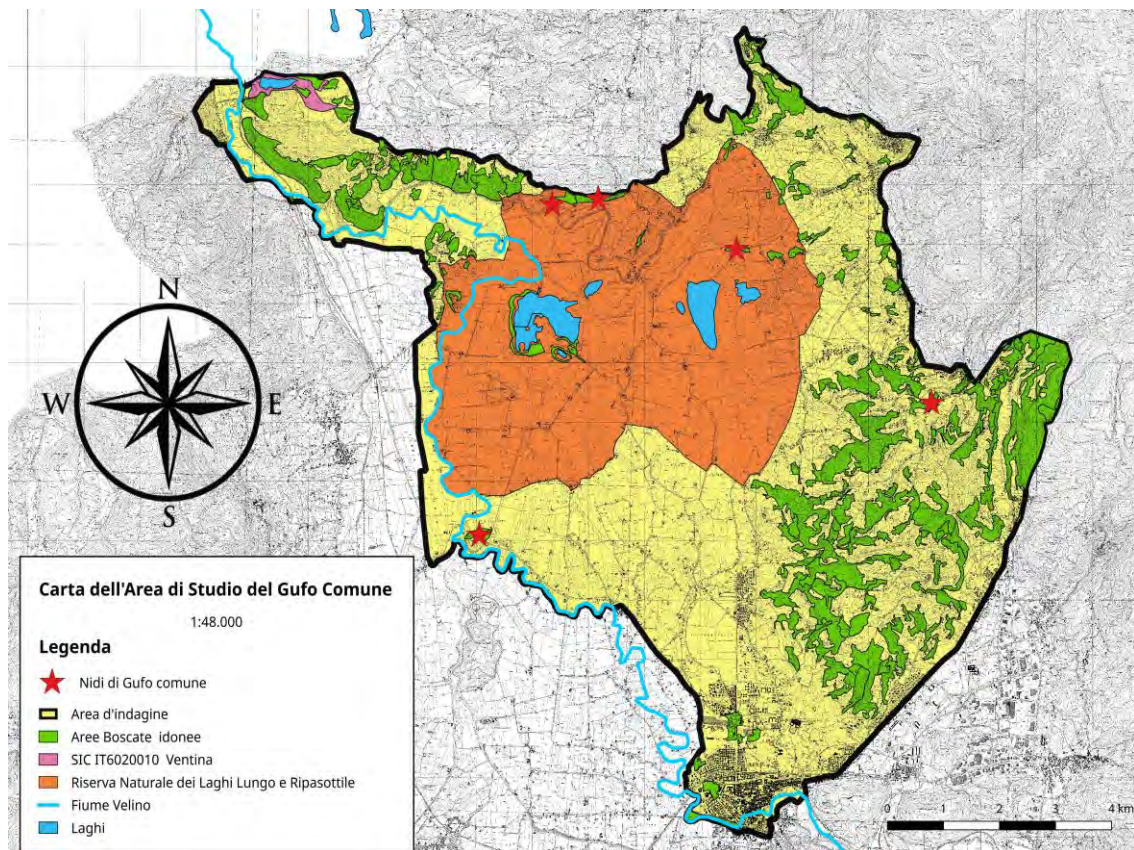 N
W E
S
Carta dell'Area di Studio del Gufo Comune
1:48.000
Legenda
Nidi di Gufo comune
Area d'indagine
Aree Boscate idonee
SIC IT6020010 Ventina
Riserva Naturale dei Laghi Lungo e Ripasottile
Fiume Velino
Laghi
0 1 2 3 4 km